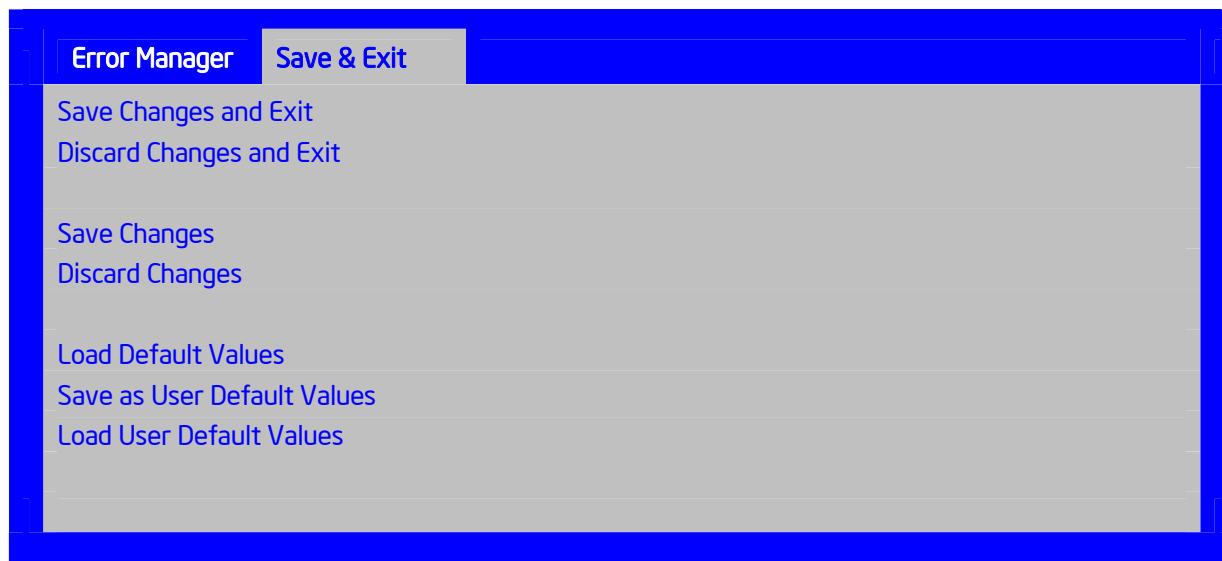 Error Manager Save & Exit
Save Changes and Exit
Discard Changes and Exit
Save Changes
Discard Changes
Load Default Values
Save as User Default Values
Load User Default Values